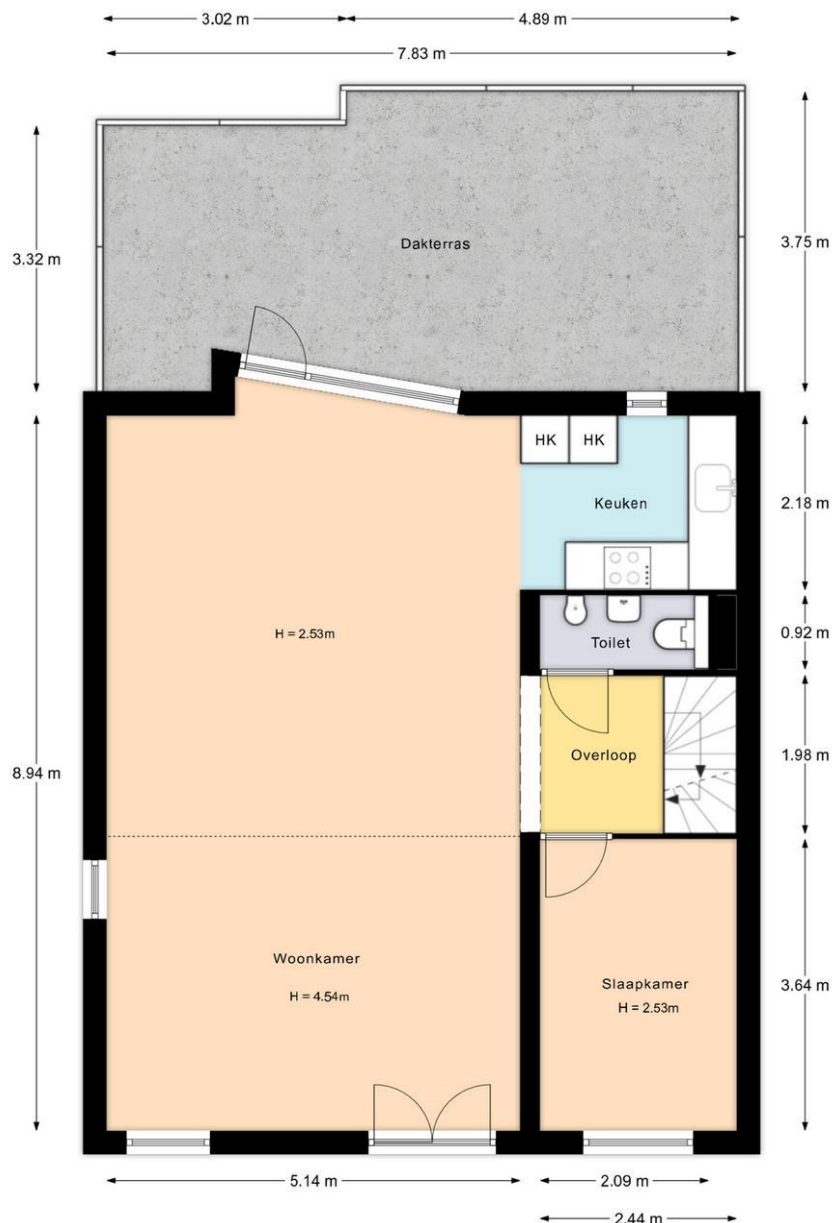 3.02 m
4.89 m
7.83 m
3.32 m
Dakterras
3.75 m
HK HK
Keuken
2.18 m
H = 2.53m
Toilet
0.92 m
8.94 m
Overloop
1.98 m
Woonkamer
H = 4.54m
Slaapkamer
H = 2.53m
3.64 m
5.14 m
2.09 m
2.44 m